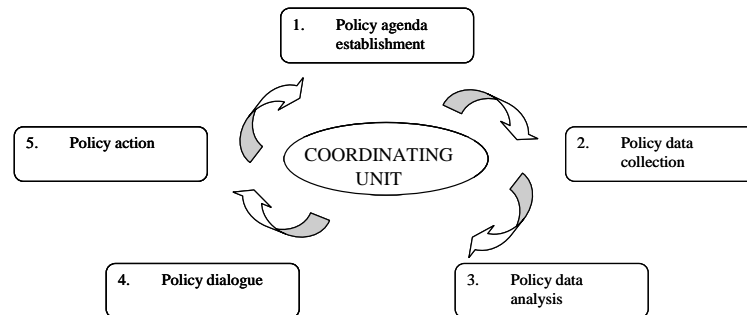 1. Policy agenda
establishment
5. Policy action
COORDINATING
UNIT
2. Policy data
collection
4. Policy dialogue
3. Policy data
analysis